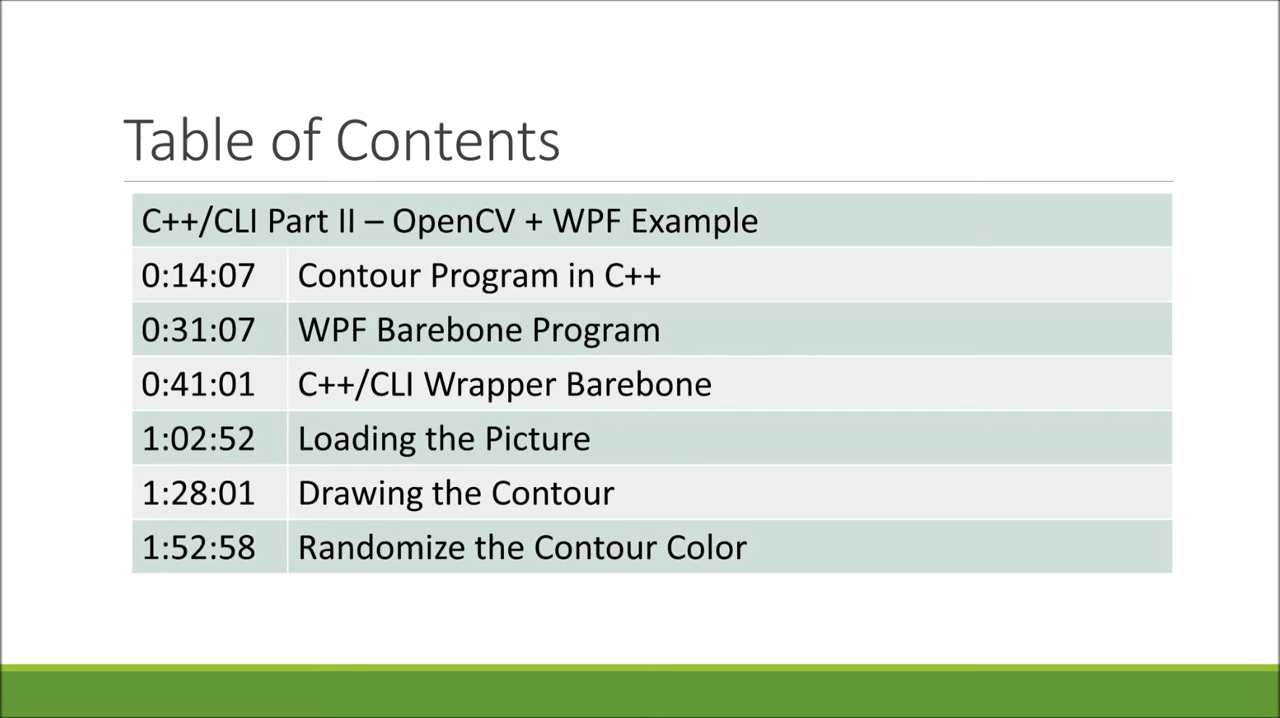 Table of Contents
C++/CLI Part II – OpenCV + WPF Example
0:14:07 Contour Program in C++
0:31:07 WPF Barebone Program
0:41:01 C++/CLI Wrapper Barebone
1:02:52 Loading the Picture
1:28:01 Drawing the Contour
1:52:58 Randomize the Contour Color